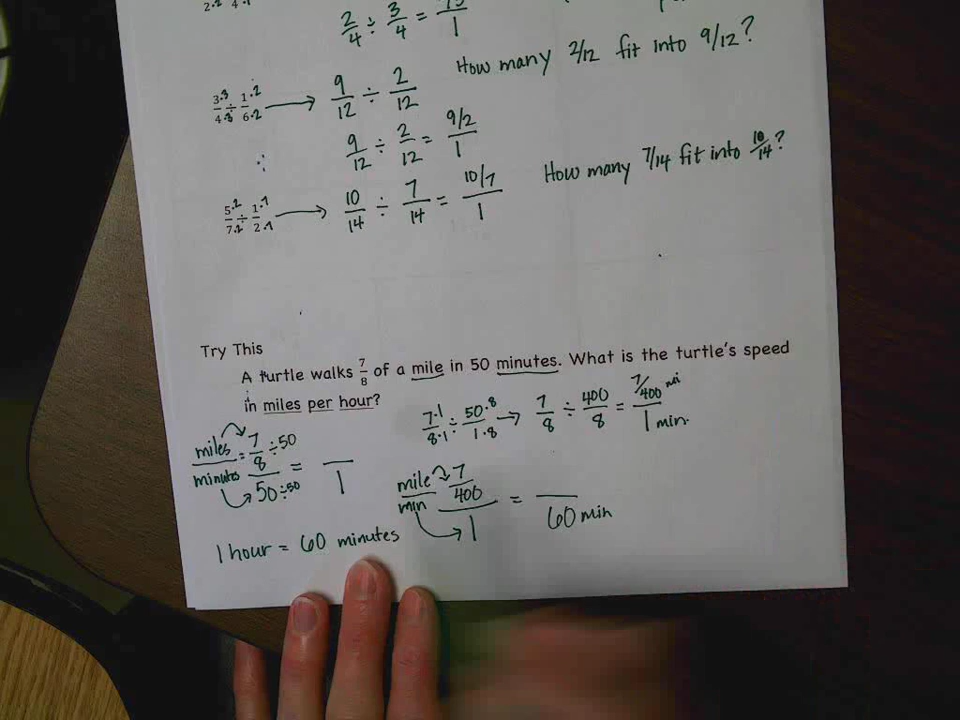 2/4 ÷ 3/4 = /1
How many 2/12 fit into 9/12?
3·3/4·3 ÷ 1·2/6·2 → 9/12 ÷ 2/12
9/12 ÷ 2/12 = 9/2/1
How many 7/14 fit into 10/14?
5·2/7·2 ÷ 1·7/2·7 → 10/14 ÷ 7/14 = 10/7/1
Try This
A turtle walks 7/8 of a mile in 50 minutes. What is the turtle's speed
in miles per hour?
7·1/8·1 ÷ 50·8/1·8 → 7/8 ÷ 400/8 = 7/400 mi/1 min.
miles/minutes = 7/8 ÷50/50 ÷50 = /1
mile/min 7/400/1 = /60 min
1 hour = 60 minutes